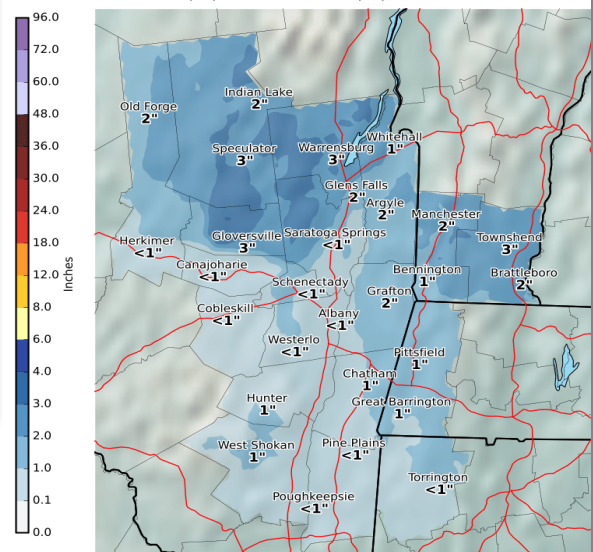 96.0
72.0
60.0
48.0
36.0
30.0
24.0
18.0
12.0
8.0
6.0
4.0
3.0
2.0
1.0
0.1
0.0
Inches
Indian Lake
2"
Old Forge
2"
Whitehall
1"
Speculator
3"
Warrensburg
3"
Glens Falls
2"
Argyle
2"
Manchester
2"
Herkimer
<1"
Gloversville
3"
Saratoga Springs
<1"
Townshend
3"
Canajoharie
<1"
Bennington
1"
Brattleboro
2"
Schenectady
<1"
Grafton
2"
Cobleskill
<1"
Albany
<1"
Westerlo
<1"
Pittsfield
1"
Chatham
1"
Hunter
1"
Great Barrington
1"
West Shokan
1"
Pine Plains
<1"
Torrington
<1"
Poughkeepsie
<1"